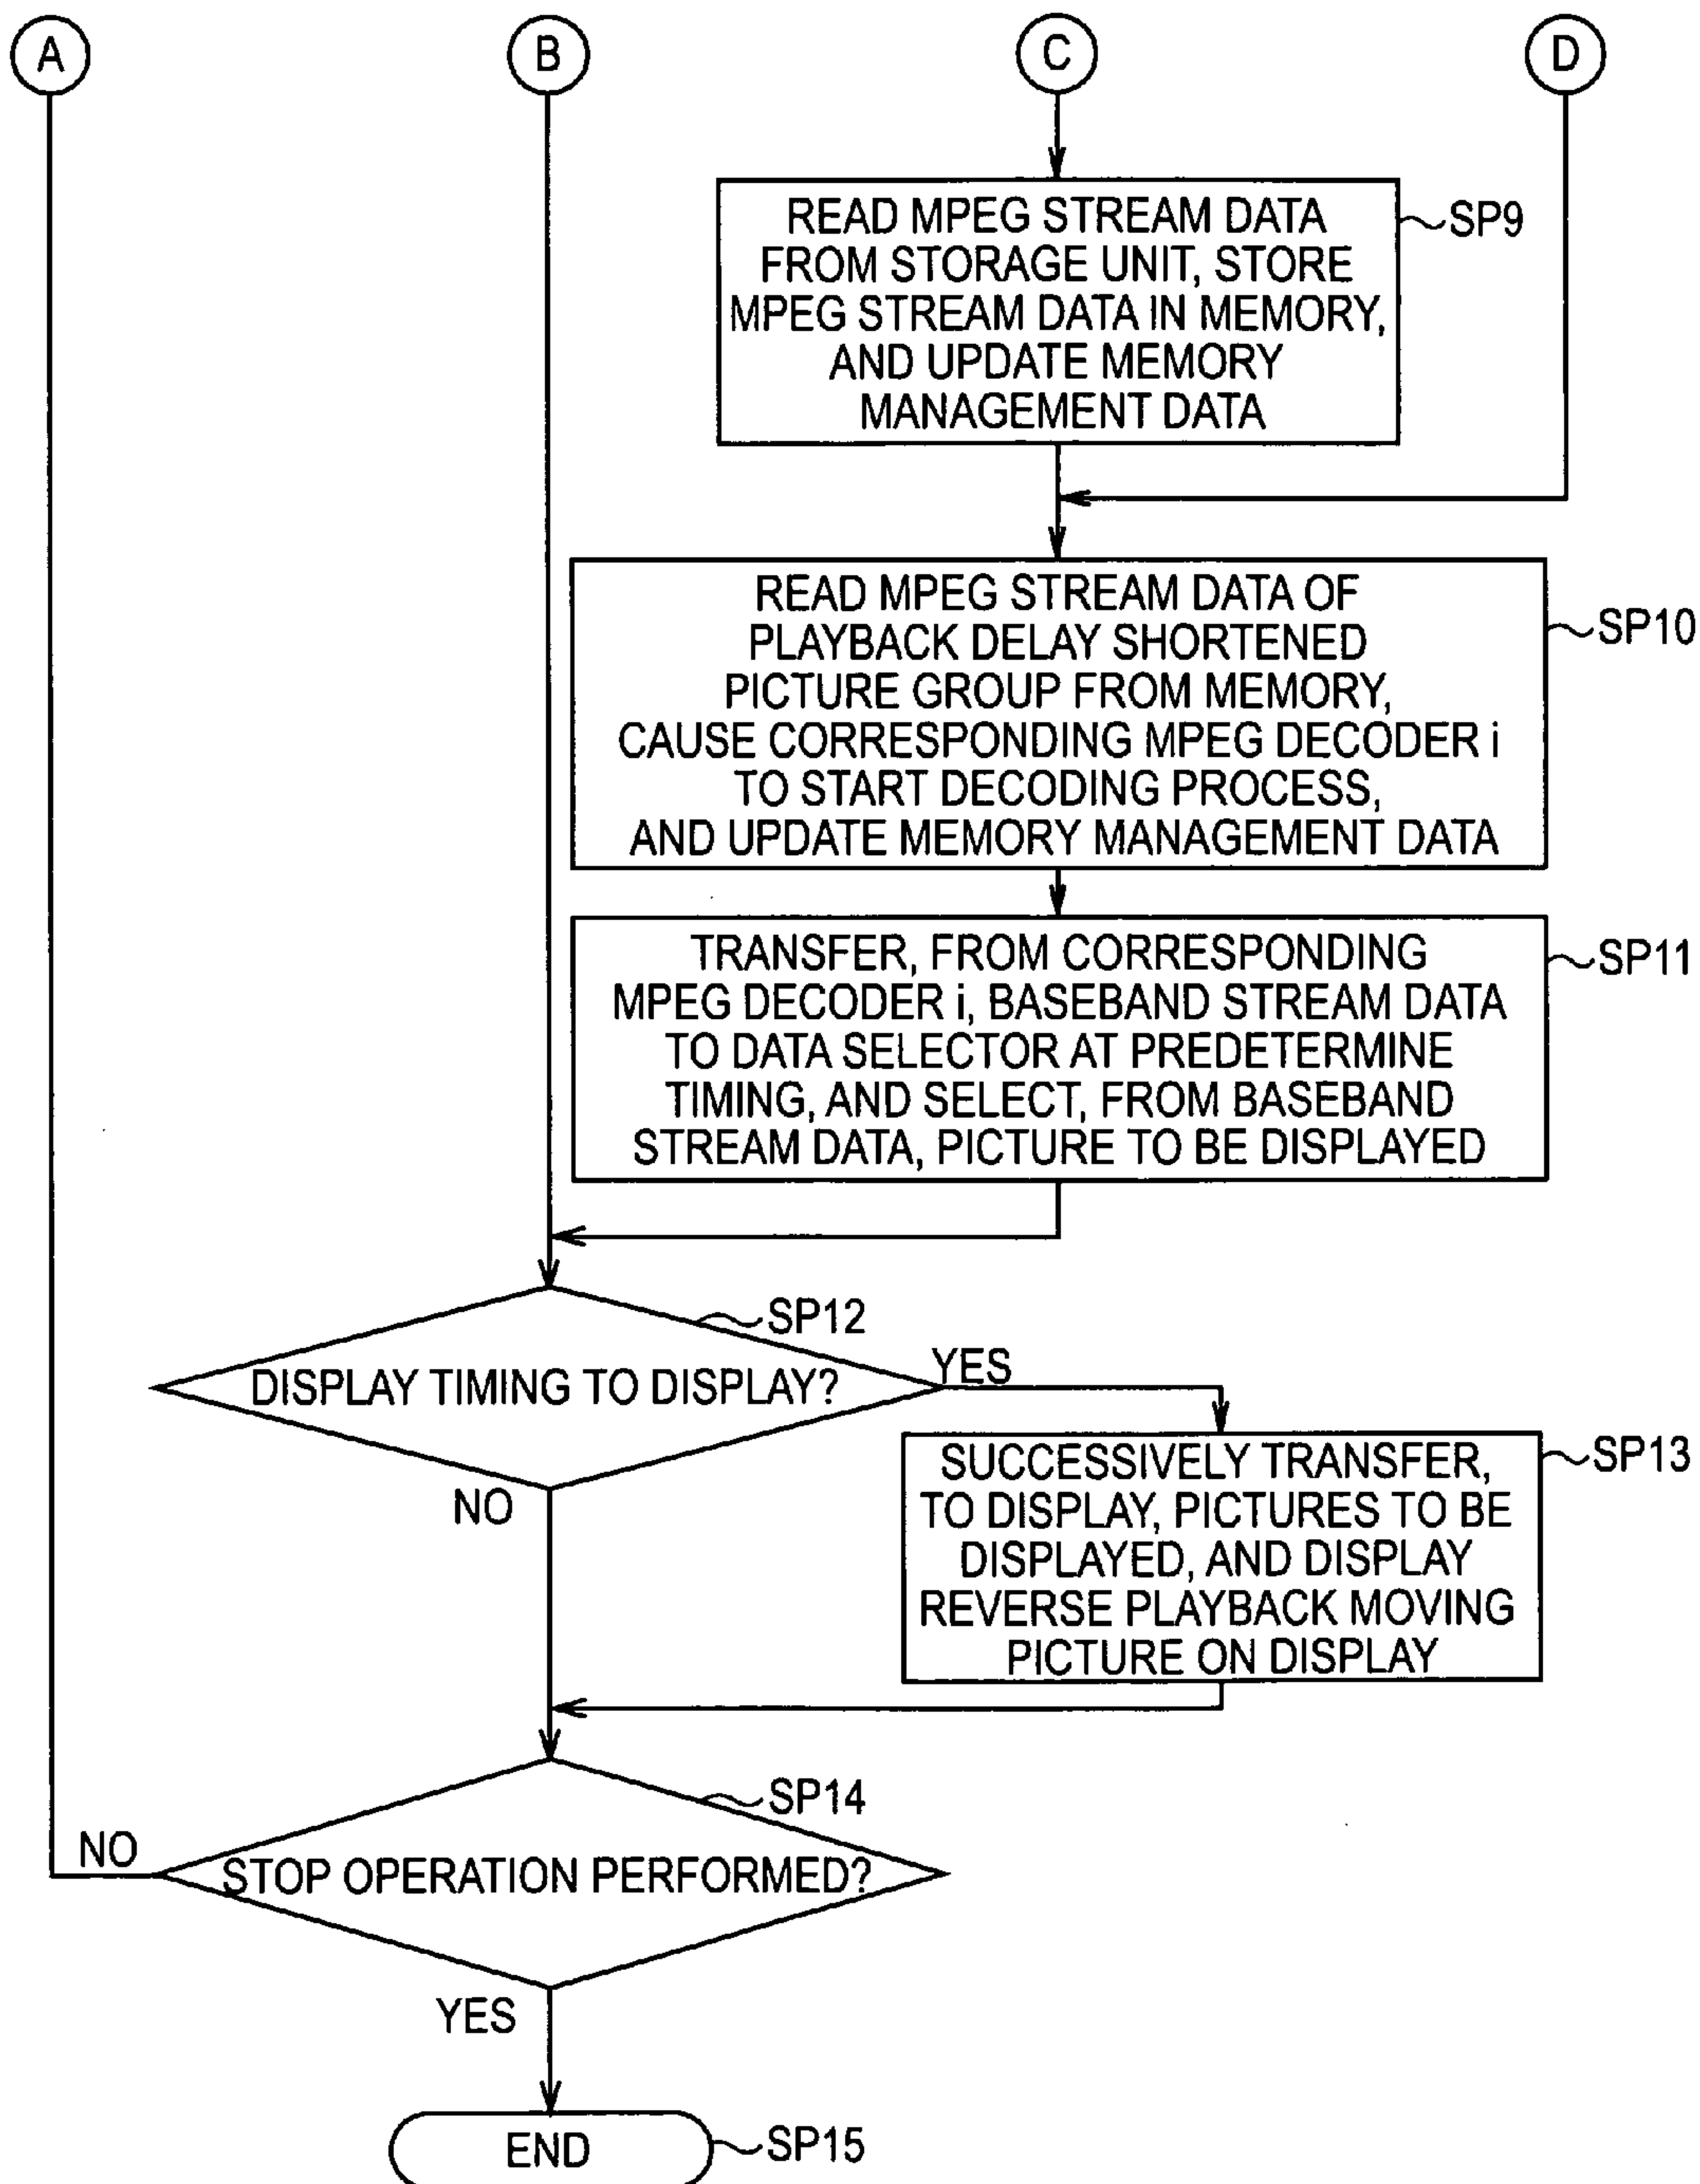 A
B
C
D
READ MPEG STREAM DATA
FROM STORAGE UNIT, STORE
MPEG STREAM DATA IN MEMORY,
AND UPDATE MEMORY
MANAGEMENT DATA
SP9
READ MPEG STREAM DATA OF
PLAYBACK DELAY SHORTENED
PICTURE GROUP FROM MEMORY,
CAUSE CORRESPONDING MPEG DECODER i
TO START DECODING PROCESS,
AND UPDATE MEMORY MANAGEMENT DATA
SP10
TRANSFER, FROM CORRESPONDING
MPEG DECODER i, BASEBAND STREAM DATA
TO DATA SELECTOR AT PREDETERMINE
TIMING, AND SELECT, FROM BASEBAND
STREAM DATA, PICTURE TO BE DISPLAYED
SP11
SP12
DISPLAY TIMING TO DISPLAY?
YES
NO
SUCCESSIVELY TRANSFER,
TO DISPLAY, PICTURES TO BE
DISPLAYED, AND DISPLAY
REVERSE PLAYBACK MOVING
PICTURE ON DISPLAY
SP13
SP14
NO
STOP OPERATION PERFORMED?
YES
END
SP15